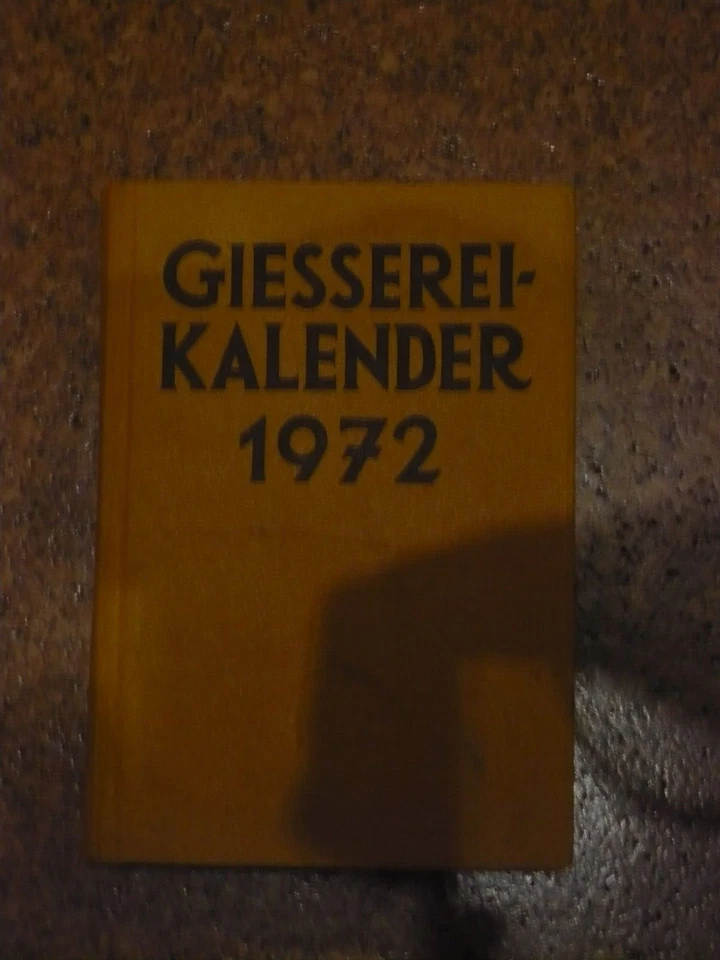 GIESSEREI-
KALENDER
1972